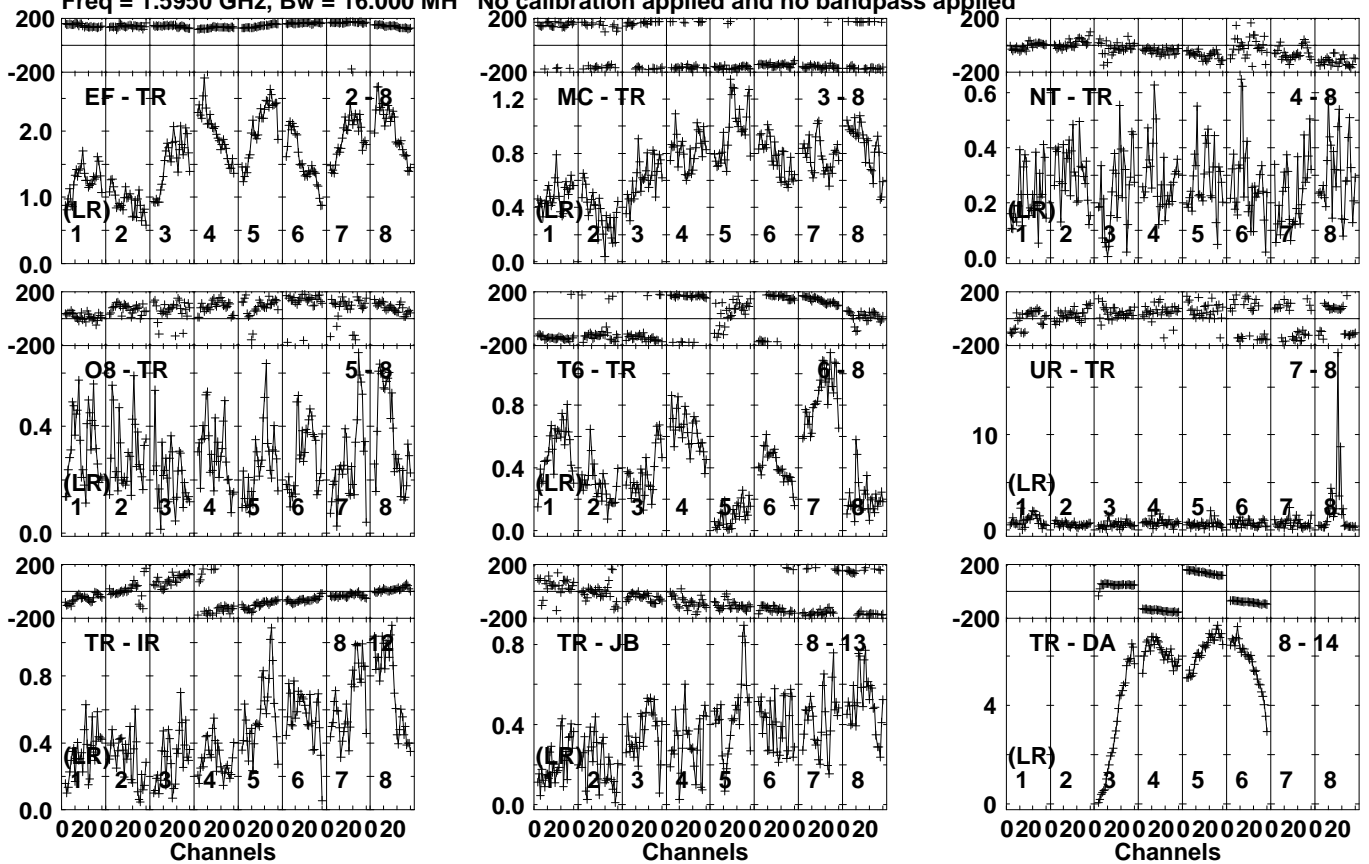 Freq = 1.5950 GHz, Bw = 16.000 MH No calibration applied and no bandpass applied
200 200 200
-200 -200 -200
EF - TR 2 - 8 MC - TR 3 - 8 NT - TR 4 - 8
2.0 1.0 0.0
1.2 0.8 0.4 0.0
0.6 0.4 0.2 0.0
(LR) (LR) (LR)
1 2 3 4 5 6 7 8 1 2 3 4 5 6 7 8 1 2 3 4 5 6 7 8
200 200 200
-200 -200 -200
O8 - TR 5 - 8 T6 - TR 6 - 8 UR - TR 7 - 8
0.4 0.0
0.8 0.4 0.0
10 0
(LR) (LR) (LR)
1 2 3 4 5 6 7 8 1 2 3 4 5 6 7 8 1 2 3 4 5 6 7 8
200 200 200
-200 -200 -200
TR - IR 8 - 12 TR - JB 8 - 13 TR - DA 8 - 14
0.8 0.4 0.0
0.8 0.4 0.0
4 0
(LR) (LR) (LR)
1 2 3 4 5 6 7 8 1 2 3 4 5 6 7 8 1 2 3 4 5 6 7 8
0 20 0 20 0 20 0 20 0 20 0 20 0 20 0 20 0 20 0 20 0 20 0 20 0 20 0 20 0 20 0 20 0 20 0 20 0 20 0 20 0 20 0 20 0 20 0 20
Channels Channels Channels